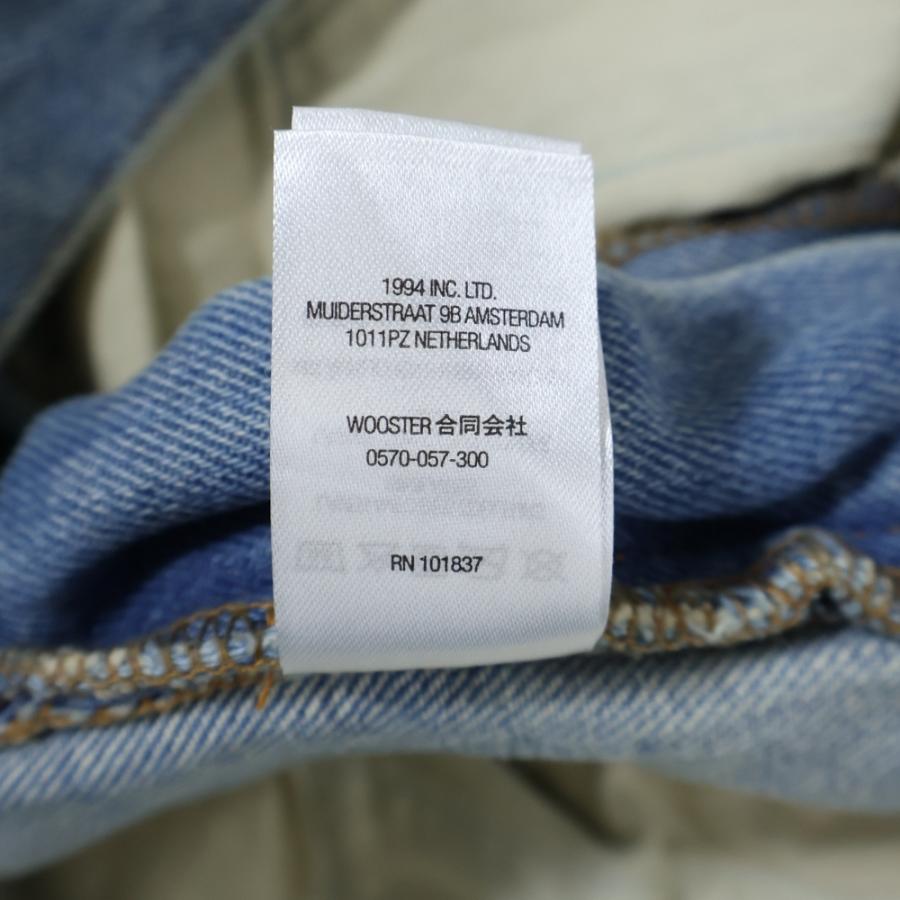 1994 INC. LTD.
MUIDERSTRAAT 9B AMSTERDAM
1011PZ NETHERLANDS
WOOSTER 合同会社
0570-057-300
RN 101837